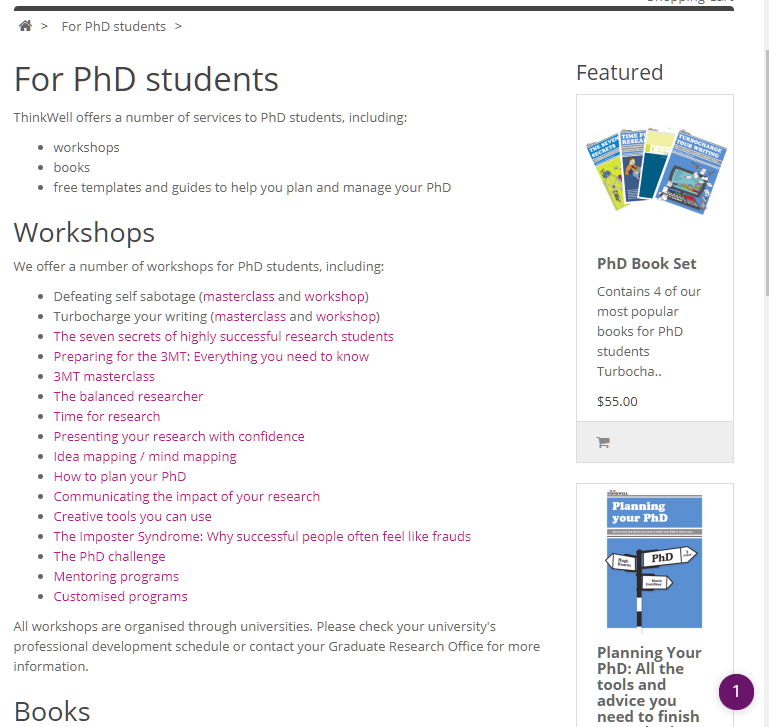 > For PhD students >
For PhD students
ThinkWell offers a number of services to PhD students, including:
workshops
books
free templates and guides to help you plan and manage your PhD
Workshops
We offer a number of workshops for PhD students, including:
Defeating self sabotage (masterclass and workshop)
Turbocharge your writing (masterclass and workshop)
The seven secrets of highly successful research students
Preparing for the 3MT: Everything you need to know
3MT masterclass
The balanced researcher
Time for research
Presenting your research with confidence
Idea mapping / mind mapping
How to plan your PhD
Communicating the impact of your research
Creative tools you can use
The Imposter Syndrome: Why successful people often feel like frauds
The PhD challenge
Mentoring programs
Customised programs
All workshops are organised through universities. Please check your university's
professional development schedule or contact your Graduate Research Office for more
information.
Books
Featured
THE SEVEN
SECRETS
TURBOCHARGE
YOUR WRITING
PhD Book Set
Contains 4 of our
most popular
books for PhD
students
Turbocha..
$55.00
Planning
your PhD
PhD
Planning Your
PhD: All the
tools and
advice you
need to finish
1